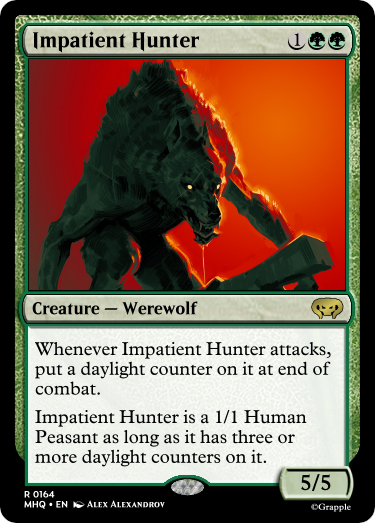 Impatient Hunter 1
Creature — Werewolf
Whenever Impatient Hunter attacks,
put a daylight counter on it at end of
combat.
Impatient Hunter is a 1/1 Human
Peasant as long as it has three or
more daylight counters on it.
5/5
R 0164
MHQ • EN Alex Alexandrov
©Grapple